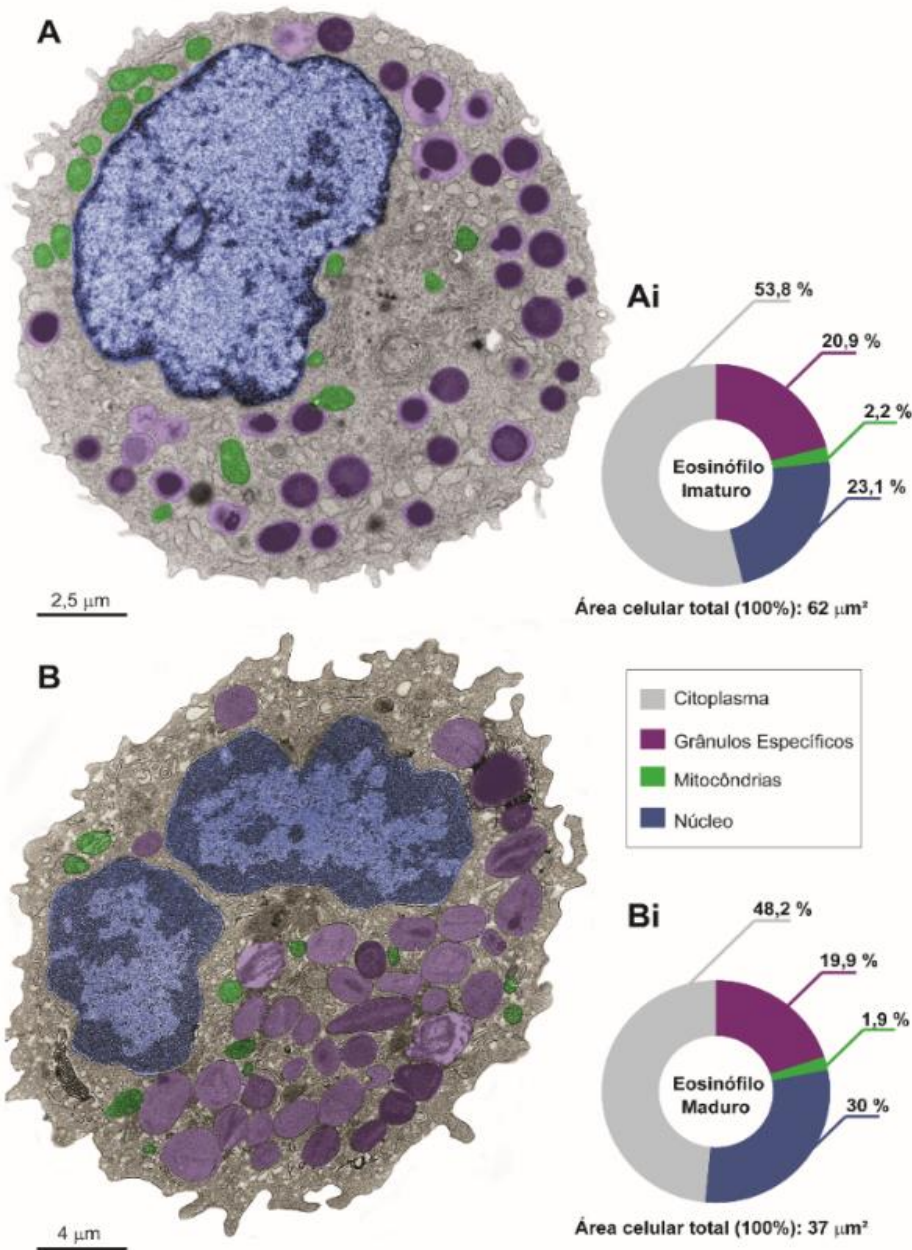 A
Ai
53,8 %
20,9 %
2,2 %
23,1 %
Eosinófilo
Imaturo
Área celular total (100%): 62 µm²
2,5 µm
B
Citoplasma
Grânulos Específicos
Mitocôndrias
Núcleo
Bi
48,2 %
19,9 %
1,9 %
30 %
Eosinófilo
Maduro
Área celular total (100%): 37 µm²
4 µm